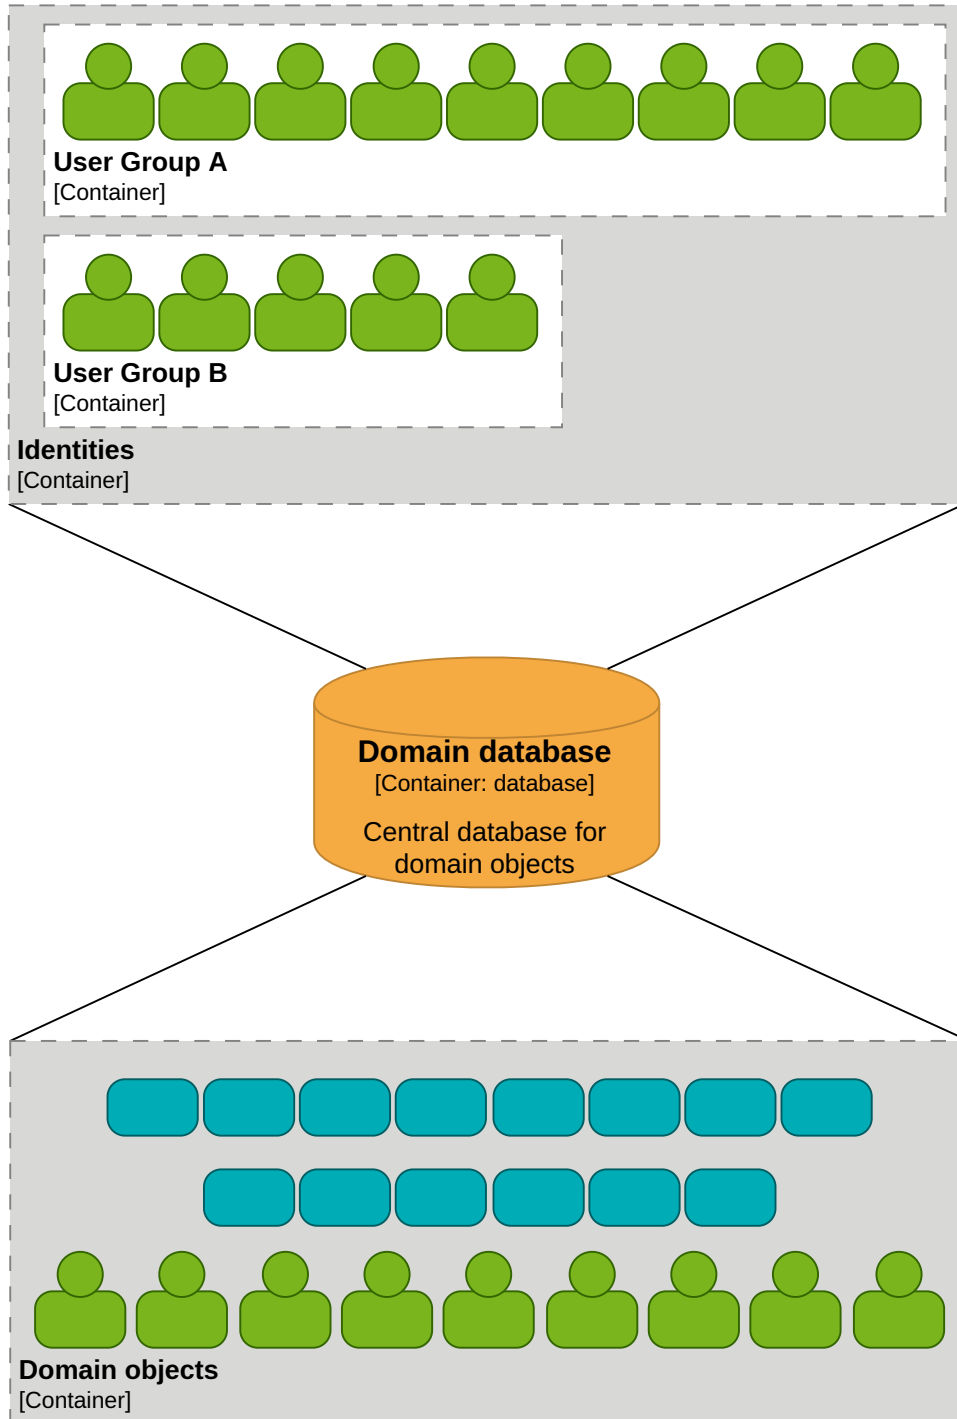 User Group A
[Container]
User Group B
[Container]
Identities
[Container]
Domain database
[Container: database]
Central database for
domain objects
Domain objects
[Container]